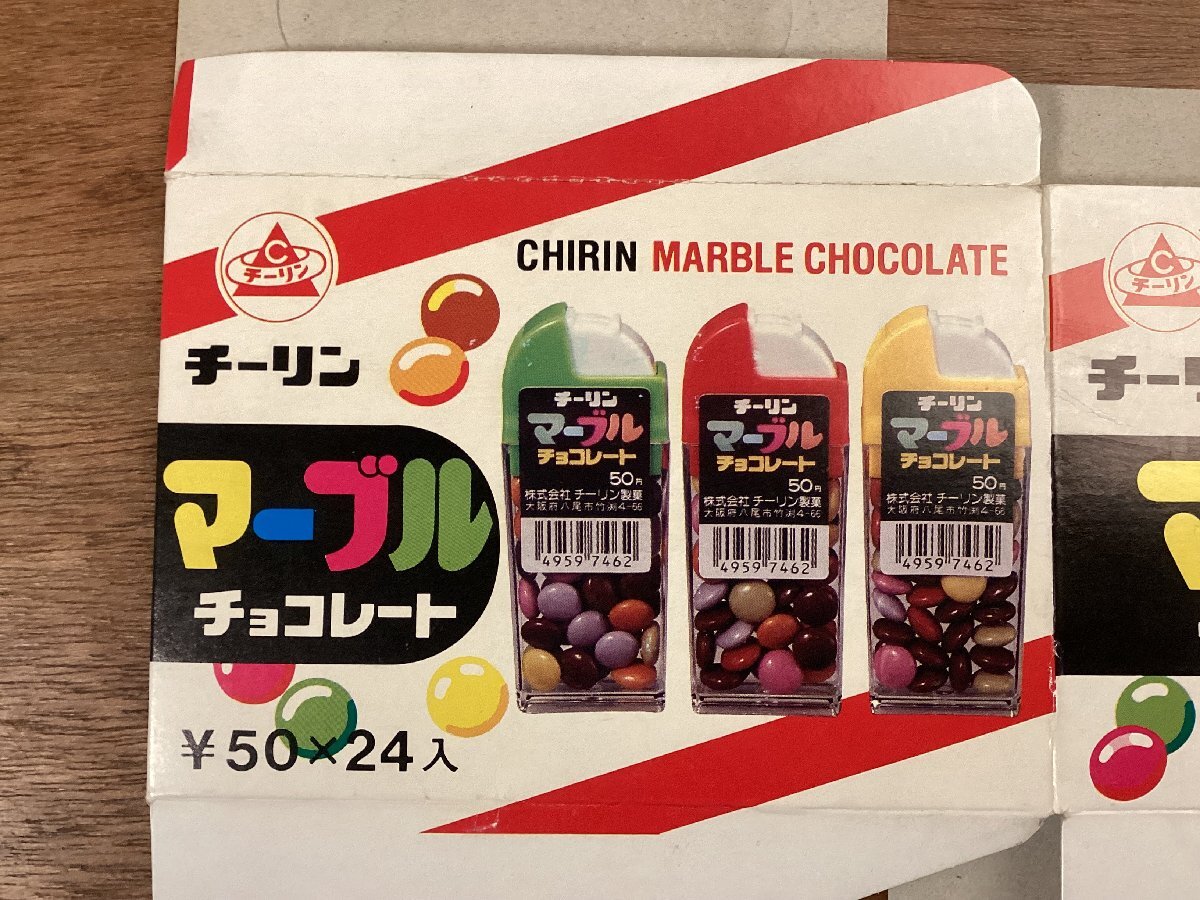 C
チーリン
CHIRIN MARBLE CHOCOLATE
チーリン
マーブル
チョコレート
¥50×24入
チーリン
マーブル
チョコレート
50円
株式会社 チーリン製菓
大阪府八尾市竹渕4-66
4959 7462
チーリン
マーブル
チョコレート
50円
株式会社 チーリン製菓
大阪府八尾市竹渕4-66
4959 7462
チーリン
マーブル
チョコレート
50円
株式会社 チーリン製菓
大阪府八尾市竹渕4-66
4959 7462
C
チーリン
チーリ